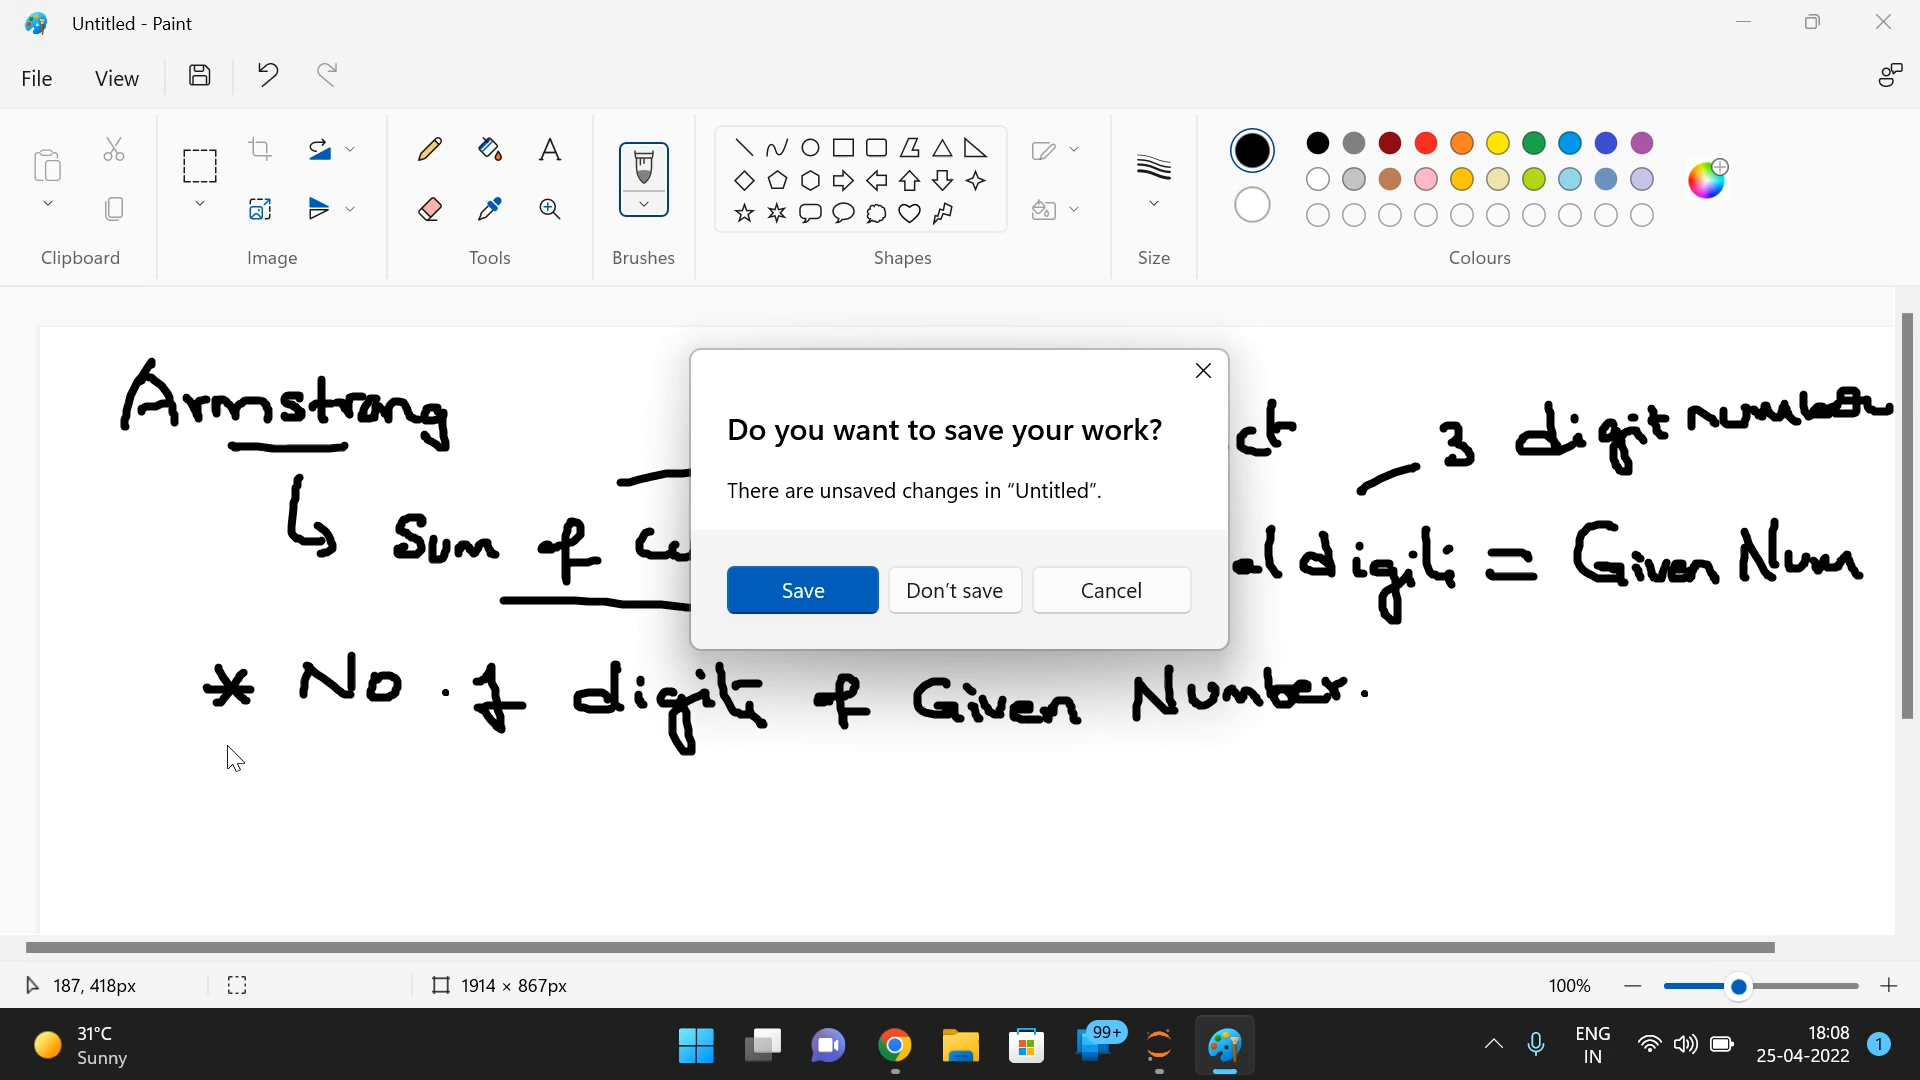 Untitled - Paint
File View
Clipboard Image Tools Brushes Shapes Size Colours
Armstrong
ct
3 digit number
Do you want to save your work?
There are unsaved changes in “Untitled”.
Save Don’t save Cancel
Sum of
al digits = Given Num
* No. of digits of Given Number.
187, 418px 1914 × 867px 100%
31°C
Sunny
99+
ENG
IN
18:08
25-04-2022
1